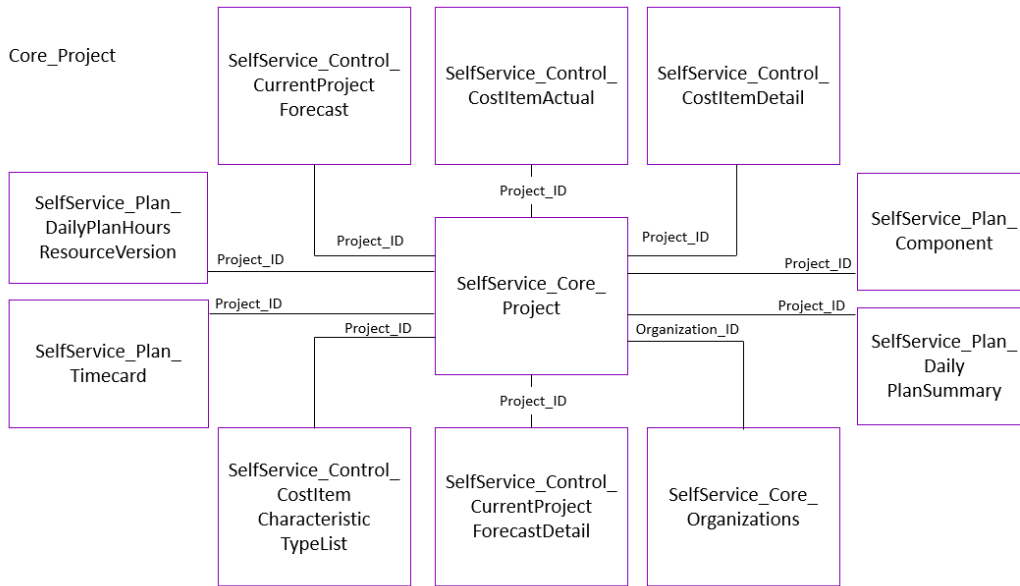 Core_Project
SelfService_Control_
CurrentProject
Forecast
SelfService_Control_
CostItemActual
SelfService_Control_
CostItemDetail
SelfService_Plan_
DailyPlanHours
ResourceVersion
Project_ID
Project_ID
Project_ID
Project_ID
Project_ID
SelfService_Plan_
Component
SelfService_Core_
Project
SelfService_Plan_
Timecard
Project_ID
Project_ID
Project_ID
Organization_ID
Project_ID
SelfService_Plan_
Daily
PlanSummary
SelfService_Control_
CostItem
Characteristic
TypeList
SelfService_Control_
CurrentProject
ForecastDetail
SelfService_Core_
Organizations